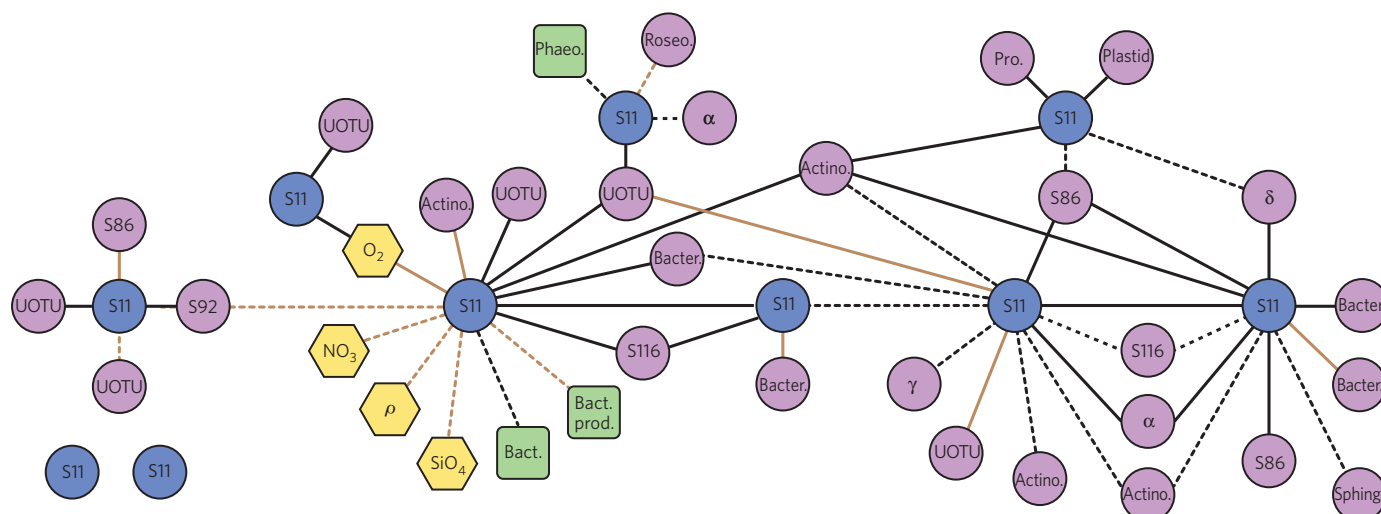 Phaeo.
Roseo.
Pro.
Plastid
S11
α
S11
UOTU
Actino.
S11
Actino.
UOTU
UOTU
S86
δ
S86
O2
Bacter.
UOTU
S11
S92
S11
S11
S11
S11
Bacter.
NO3
S116
S116
UOTU
Bacter.
γ
Bacter.
ρ
Bact.
prod.
α
Bact.
UOTU
S86
SiO4
S11
S11
Actino.
Actino.
Sphing